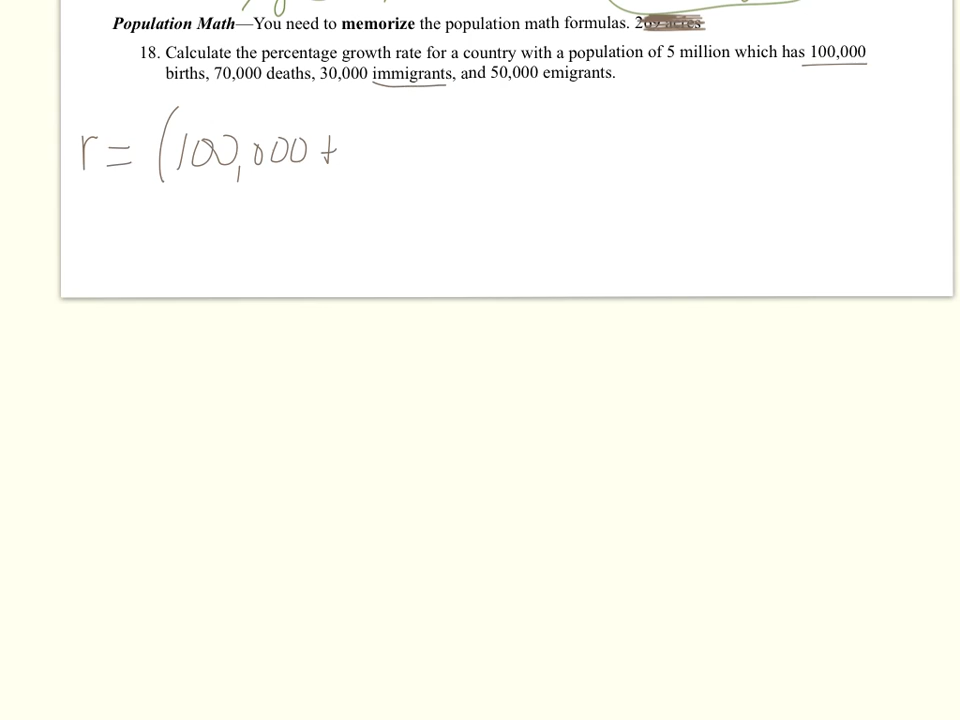 Population Math—You need to memorize the population math formulas.
18. Calculate the percentage growth rate for a country with a population of 5 million which has 100,000
births, 70,000 deaths, 30,000 immigrants, and 50,000 emigrants.
r = (100,000 +